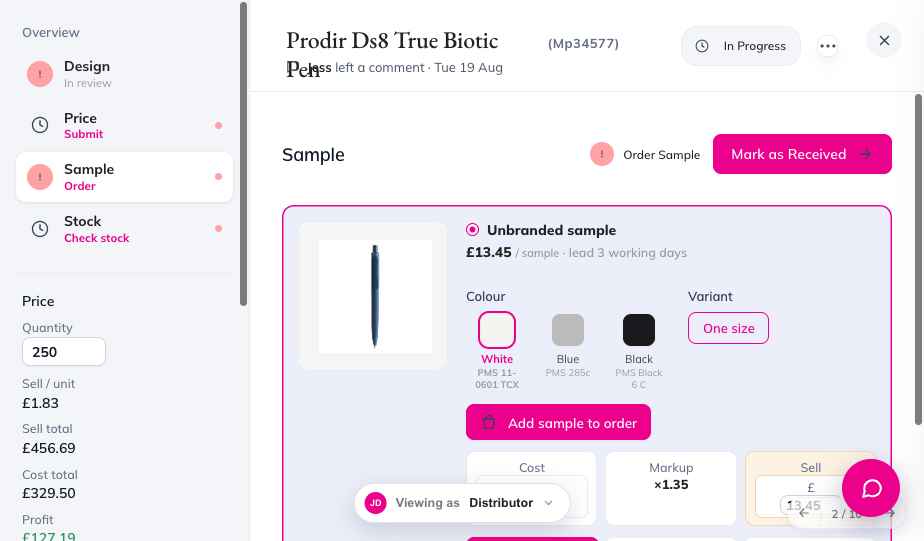 Overview
Design
In review
Price
Submit
Sample
Order
Stock
Check stock
Price
Quantity
250
Sell / unit
£1.83
Sell total
£456.69
Cost total
£329.50
Profit
£127.19
Prodir Ds8 True Biotic
Pen
(Mp34577)
Jess left a comment · Tue 19 Aug
In Progress
Sample
! Order Sample
Mark as Received
Unbranded sample
£13.45 / sample · lead 3 working days
Colour
Variant
White
PMS 11-
0601 TCX
Blue
PMS 285c
Black
PMS Black
6 C
One size
Add sample to order
Cost
Markup
×1.35
Sell
£
13.45
JD Viewing as Distributor
2 / 10